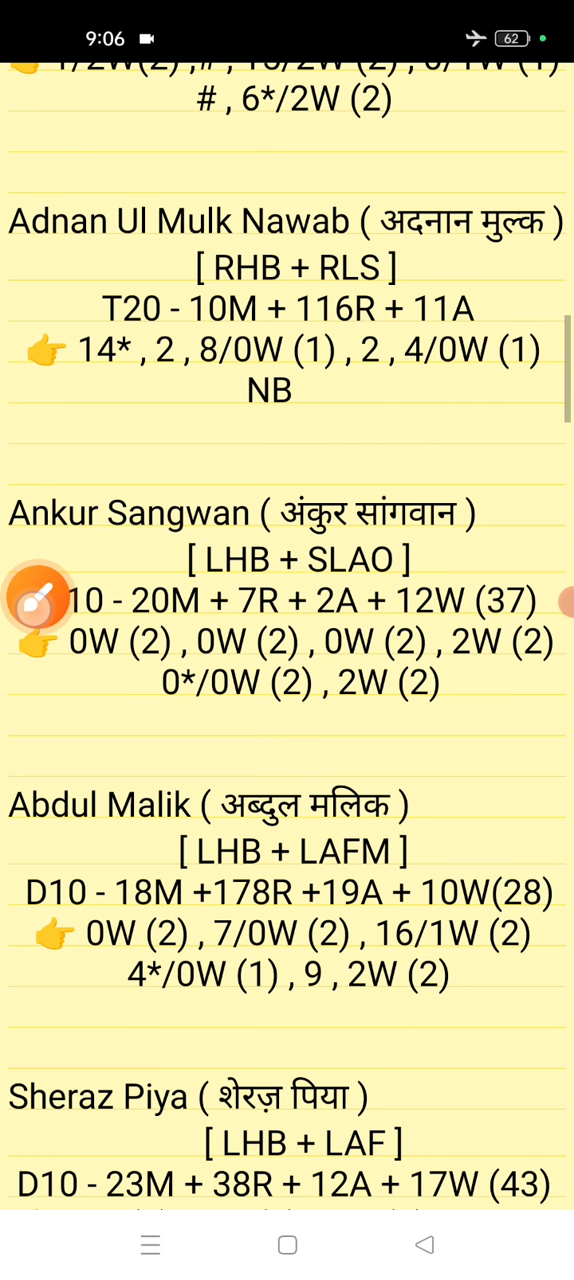 9:06
62
# , 6*/2W (2)
Adnan Ul Mulk Nawab ( अदनान मुल्क )
[ RHB + RLS ]
T20 - 10M + 116R + 11A
👉 14* , 2 , 8/0W (1) , 2 , 4/0W (1)
NB
Ankur Sangwan ( अंकुर सांगवान )
[ LHB + SLAO ]
10 - 20M + 7R + 2A + 12W (37)
👉 0W (2) , 0W (2) , 0W (2) , 2W (2)
0*/0W (2) , 2W (2)
Abdul Malik ( अब्दुल मलिक )
[ LHB + LAFM ]
D10 - 18M +178R +19A + 10W(28)
👉 0W (2) , 7/0W (2) , 16/1W (2)
4*/0W (1) , 9 , 2W (2)
Sheraz Piya ( शेरज़ पिया )
[ LHB + LAF ]
D10 - 23M + 38R + 12A + 17W (43)